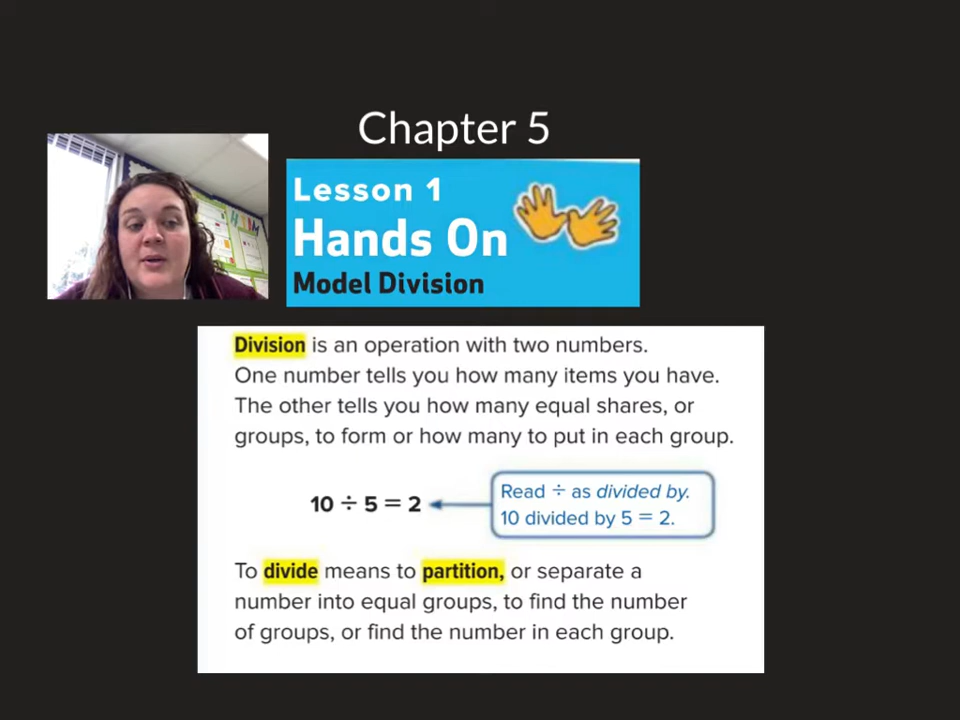 Chapter 5
Lesson 1
Hands On
Model Division
Division is an operation with two numbers.
One number tells you how many items you have.
The other tells you how many equal shares, or
groups, to form or how many to put in each group.
10 ÷ 5 = 2
Read ÷ as divided by.
10 divided by 5 = 2.
To divide means to partition, or separate a
number into equal groups, to find the number
of groups, or find the number in each group.